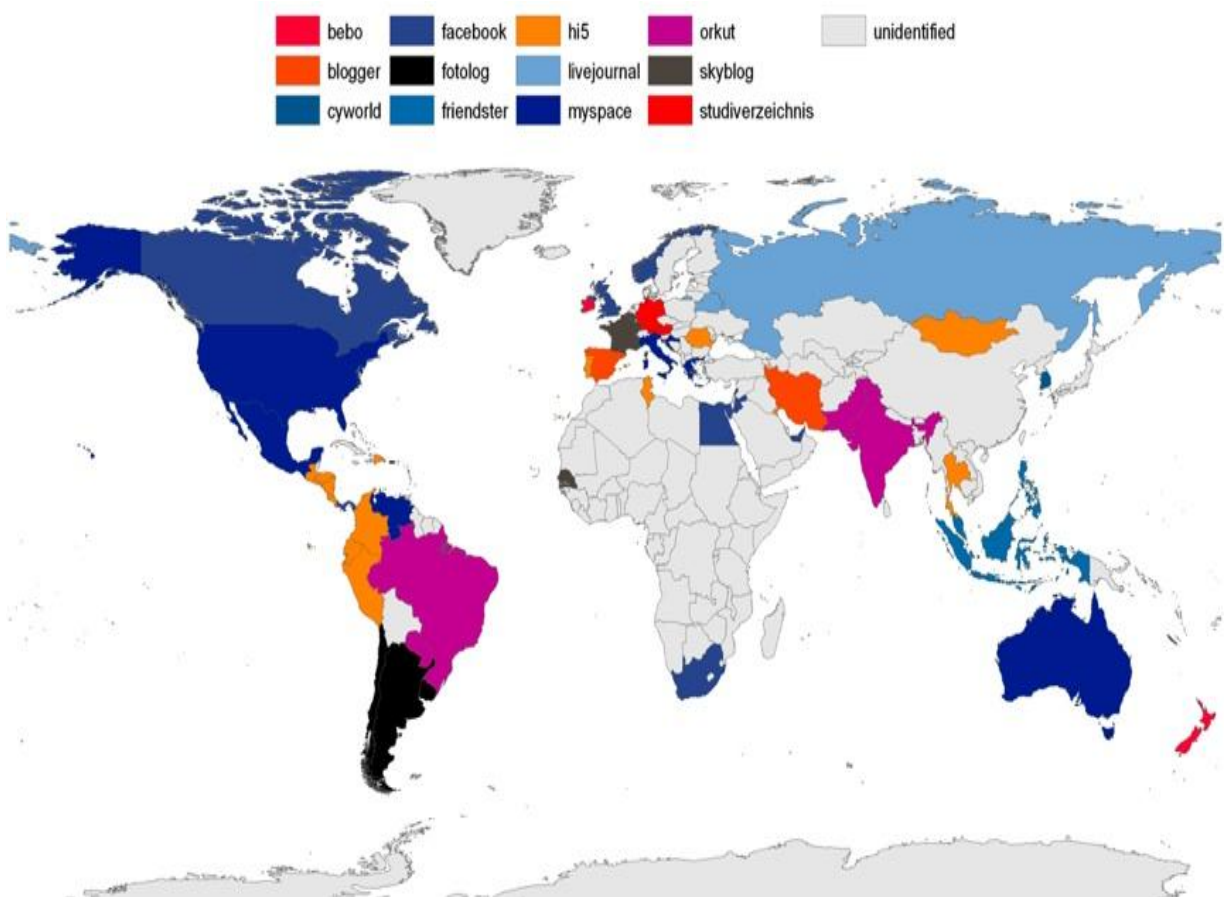 bebo facebook hi5 orkut unidentified
blogger fotolog livejournal skyblog
cyworld friendster myspace studiverzeichnis